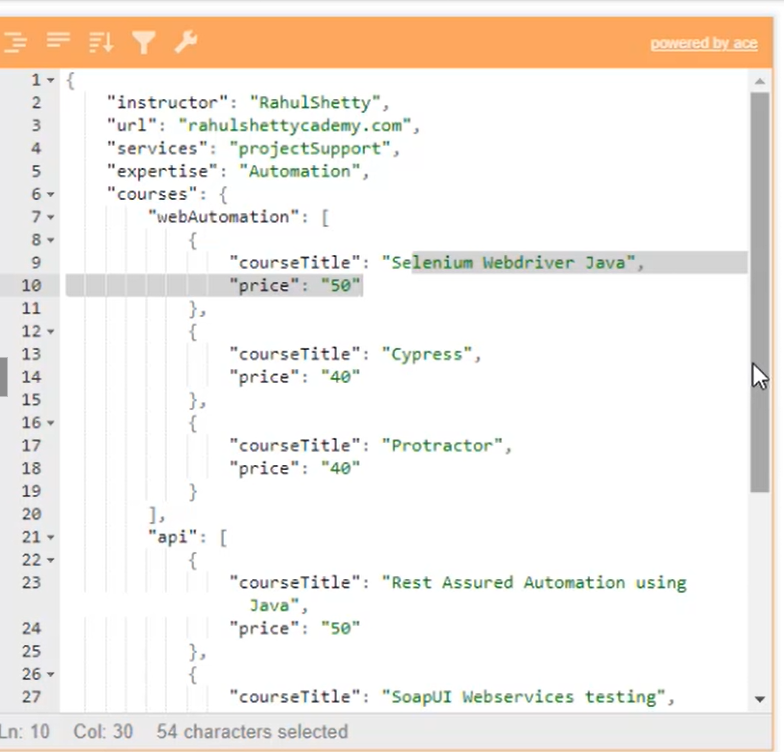 powered by ace
1 {
2 "instructor": "RahulShetty",
3 "url": "rahulshettycademy.com",
4 "services": "projectSupport",
5 "expertise": "Automation",
6 "courses": {
7 "webAutomation": [
8 {
9 "courseTitle": "Selenium Webdriver Java",
10 "price": "50"
11 },
12 {
13 "courseTitle": "Cypress",
14 "price": "40"
15 },
16 {
17 "courseTitle": "Protractor",
18 "price": "40"
19 }
20 ],
21 "api": [
22 {
23 "courseTitle": "Rest Assured Automation using
Java",
24 "price": "50"
25 },
26 {
27 "courseTitle": "SoapUI Webservices testing",
Ln: 10 Col: 30 54 characters selected